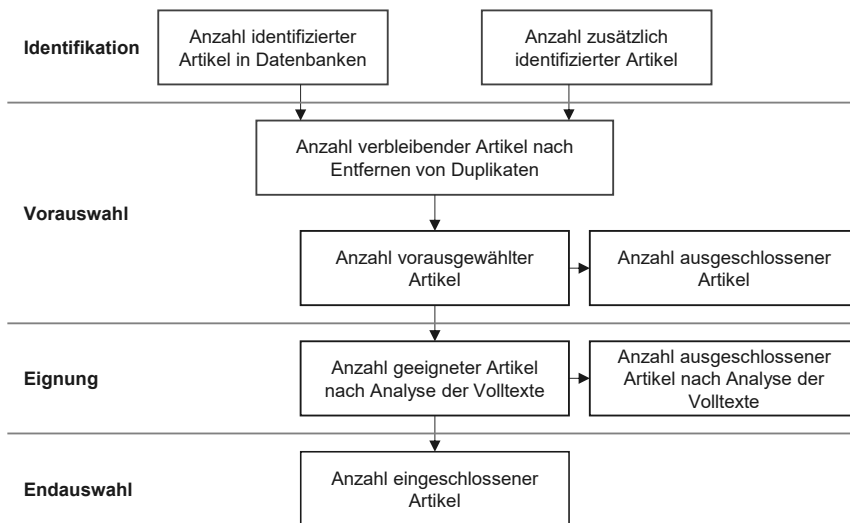 Identifikation
Anzahl identifizierter
Artikel in Datenbanken
Anzahl zusätzlich
identifizierter Artikel
Vorauswahl
Anzahl verbleibender Artikel nach
Entfernen von Duplikaten
Anzahl vorausgewählter
Artikel
Anzahl ausgeschlossener
Artikel
Eignung
Anzahl geeigneter Artikel
nach Analyse der Volltexte
Anzahl ausgeschlossener
Artikel nach Analyse der
Volltexte
Endauswahl
Anzahl eingeschlossener
Artikel